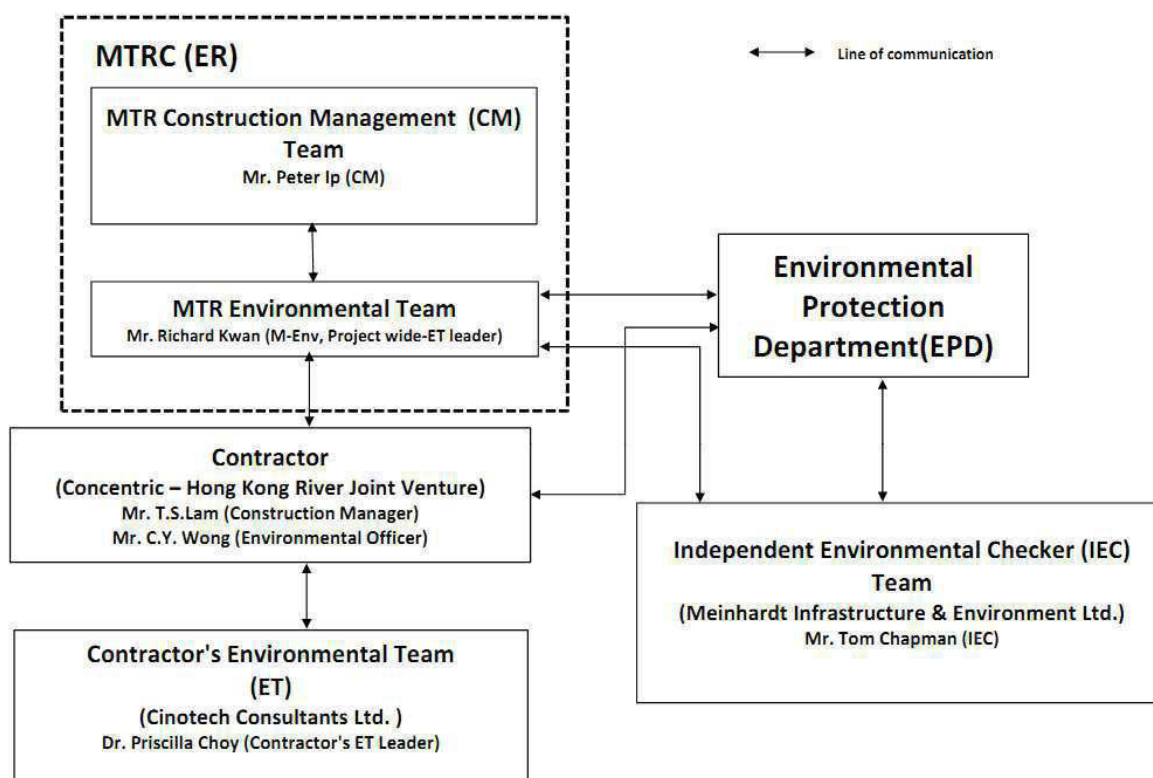 MTRC (ER)
Line of communication
MTR Construction Management (CM)
Team
Mr. Peter Ip (CM)
MTR Environmental Team
Mr. Richard Kwan (M-Env, Project wide-ET leader)
Environmental
Protection
Department(EPD)
Contractor
(Concentric – Hong Kong River Joint Venture)
Mr. T.S.Lam (Construction Manager)
Mr. C.Y. Wong (Environmental Officer)
Independent Environmental Checker (IEC)
Team
(Meinhardt Infrastructure & Environment Ltd.)
Mr. Tom Chapman (IEC)
Contractor's Environmental Team
(ET)
(Cinotech Consultants Ltd. )
Dr. Priscilla Choy (Contractor's ET Leader)